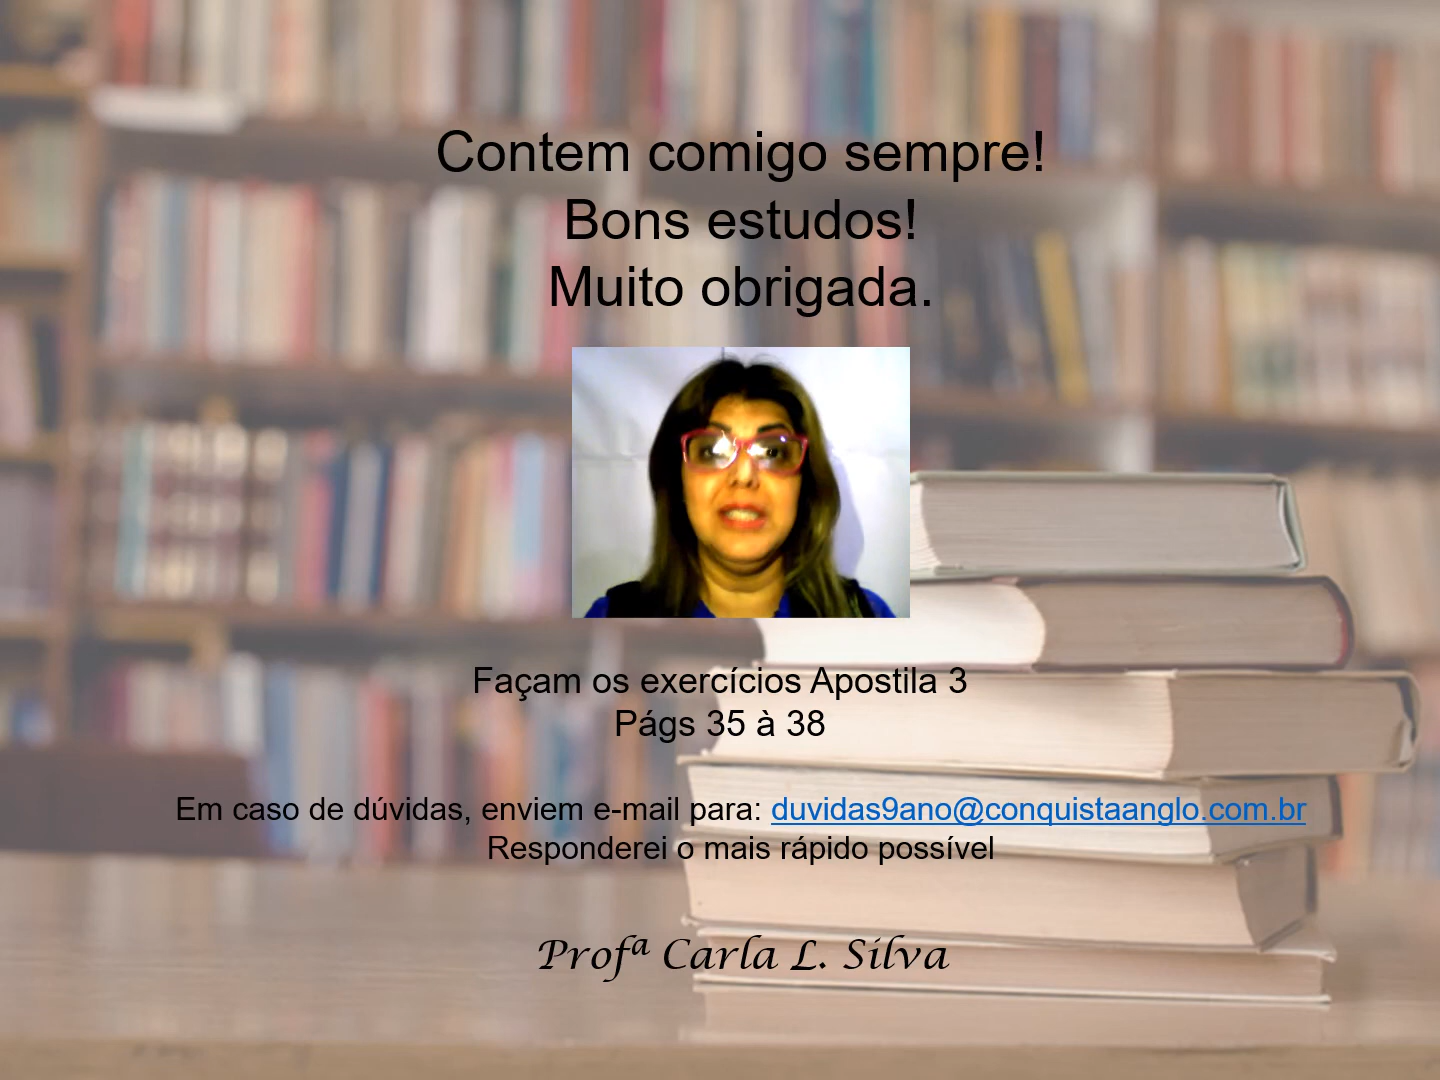 Contem comigo sempre!
Bons estudos!
Muito obrigada.
Façam os exercícios Apostila 3
Págs 35 à 38
Em caso de dúvidas, enviem e-mail para: duvidas9ano@conquistaanglo.com.br
Responderei o mais rápido possível
Profª Carla L. Silva